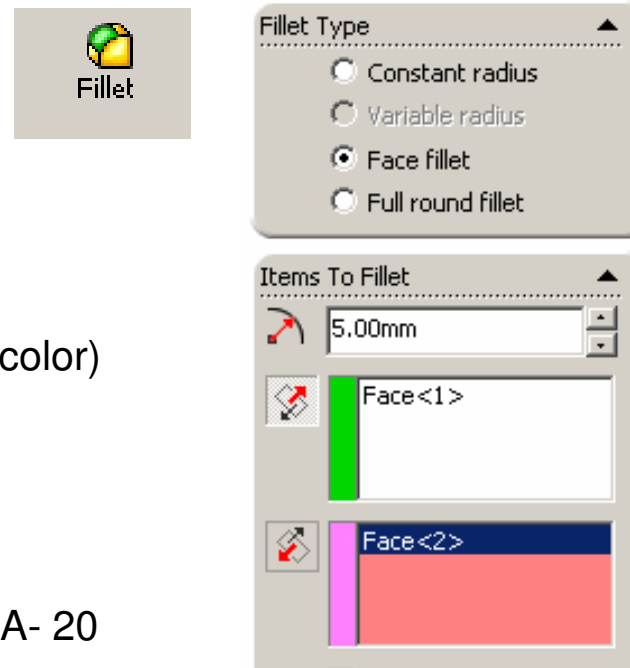 Fillet
Fillet Type
Constant radius
Variable radius
Face fillet
Full round fillet
Items To Fillet
5.00mm
color)
Face<1>
Face<2>
A- 20